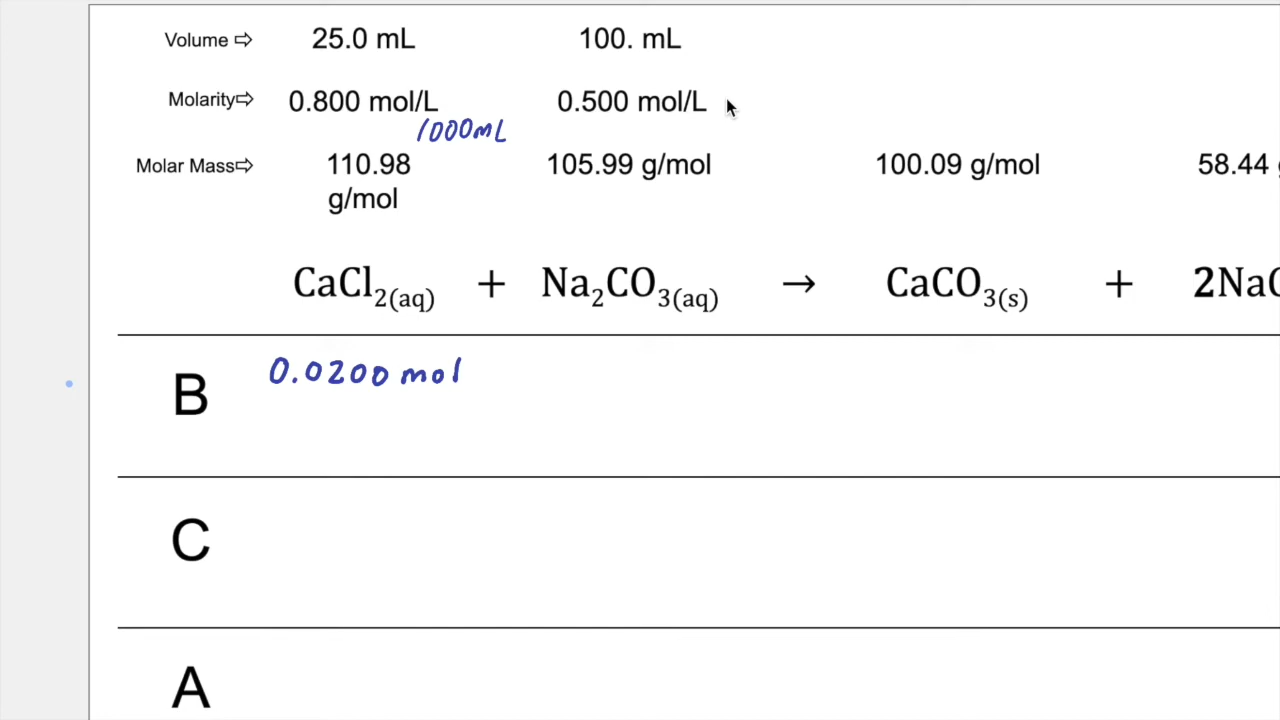 Volume ⇨ 25.0 mL 100. mL
Molarity⇨ 0.800 mol/L 0.500 mol/L
1000mL
Molar Mass⇨ 110.98 g/mol 105.99 g/mol 100.09 g/mol 58.44
CaCl₂(aq) + Na₂CO₃(aq) → CaCO₃(s) + 2Na
B 0.0200 mol
C
A